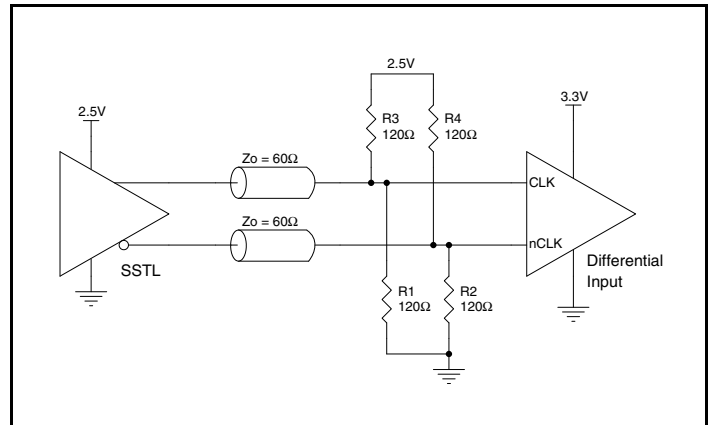 2.5V
2.5V
3.3V
R3
120Ω
R4
120Ω
Zo = 60Ω
CLK
Zo = 60Ω
nCLK
SSTL
Differential
Input
R1
120Ω
R2
120Ω